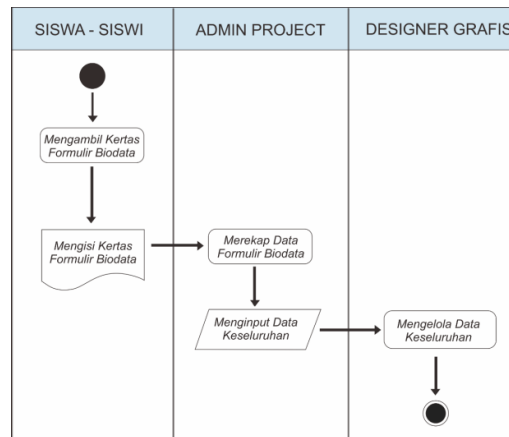 SISWA - SISWI
ADMIN PROJECT
DESIGNER GRAFIS
Mengambil Kertas
Formulir Biodata
Mengisi Kertas
Formulir Biodata
Merekap Data
Formulir Biodata
Menginput Data
Keseluruhan
Mengelola Data
Keseluruhan